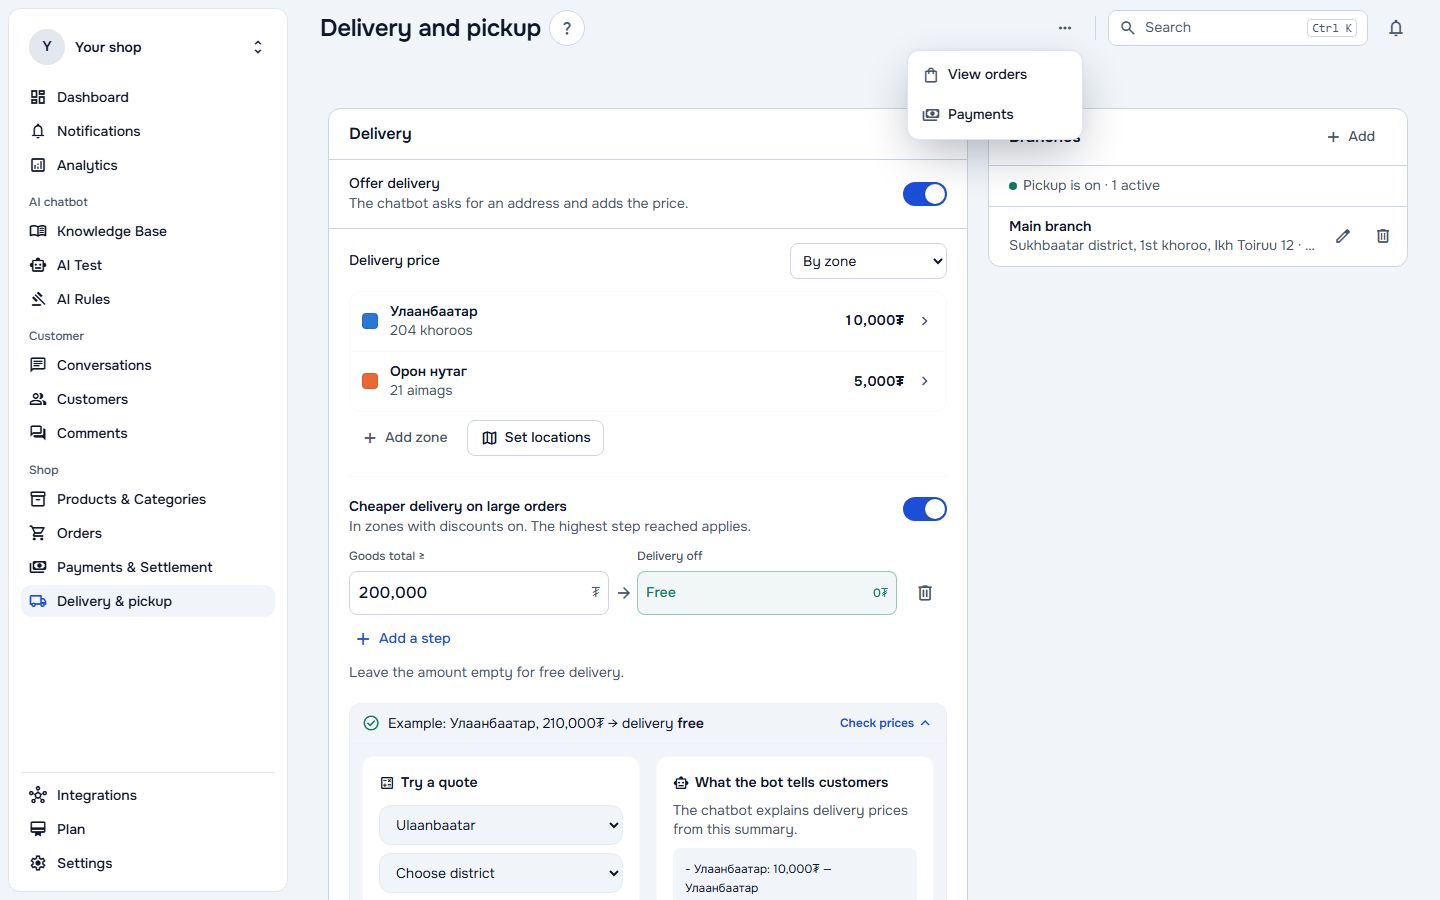 Y
Your shop
Dashboard
Notifications
Analytics
AI chatbot
Knowledge Base
AI Test
AI Rules
Customer
Conversations
Customers
Comments
Shop
Products & Categories
Orders
Payments & Settlement
Delivery & pickup
Integrations
Plan
Settings
Delivery and pickup
?
Search
Ctrl K
View orders
Payments
Delivery
Offer delivery
The chatbot asks for an address and adds the price.
Delivery price
By zone
Улаанбаатар
204 khoroos
10,000₮
Орон нутаг
21 aimags
5,000₮
Add zone
Set locations
Cheaper delivery on large orders
In zones with discounts on. The highest step reached applies.
Goods total ≥
Delivery off
200,000 ₮
→
Free 0₮
Add a step
Leave the amount empty for free delivery.
Example: Улаанбаатар, 210,000₮ → delivery free
Check prices
Try a quote
Ulaanbaatar
Choose district
What the bot tells customers
The chatbot explains delivery prices
from this summary.
- Улаанбаатар: 10,000₮ —
Улаанбаатар
Add
Pickup is on · 1 active
Main branch
Sukhbaatar district, 1st khoroo, Ikh Toiruu 12 · ...